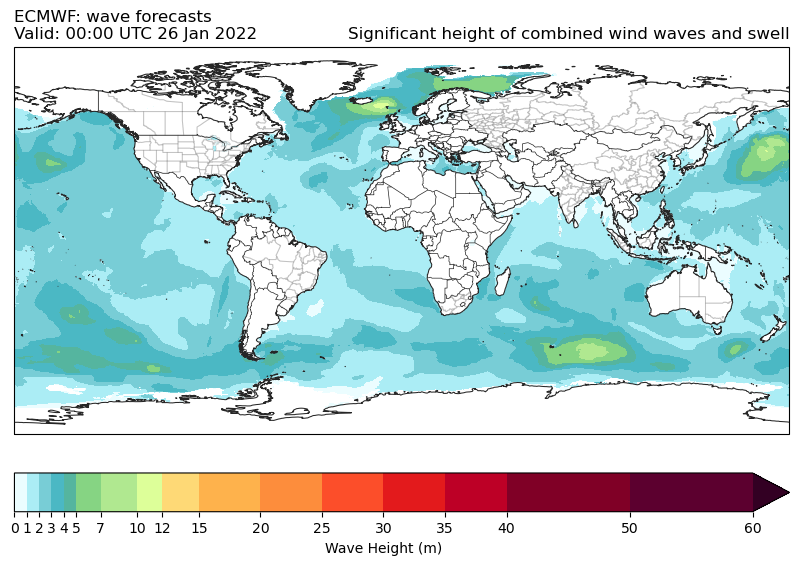 ECMWF: wave forecasts
Valid: 00:00 UTC 26 Jan 2022
Significant height of combined wind waves and swell
0 1 2 3 4 5 7 10 12 15 20 25 30 35 40 50 60
Wave Height (m)